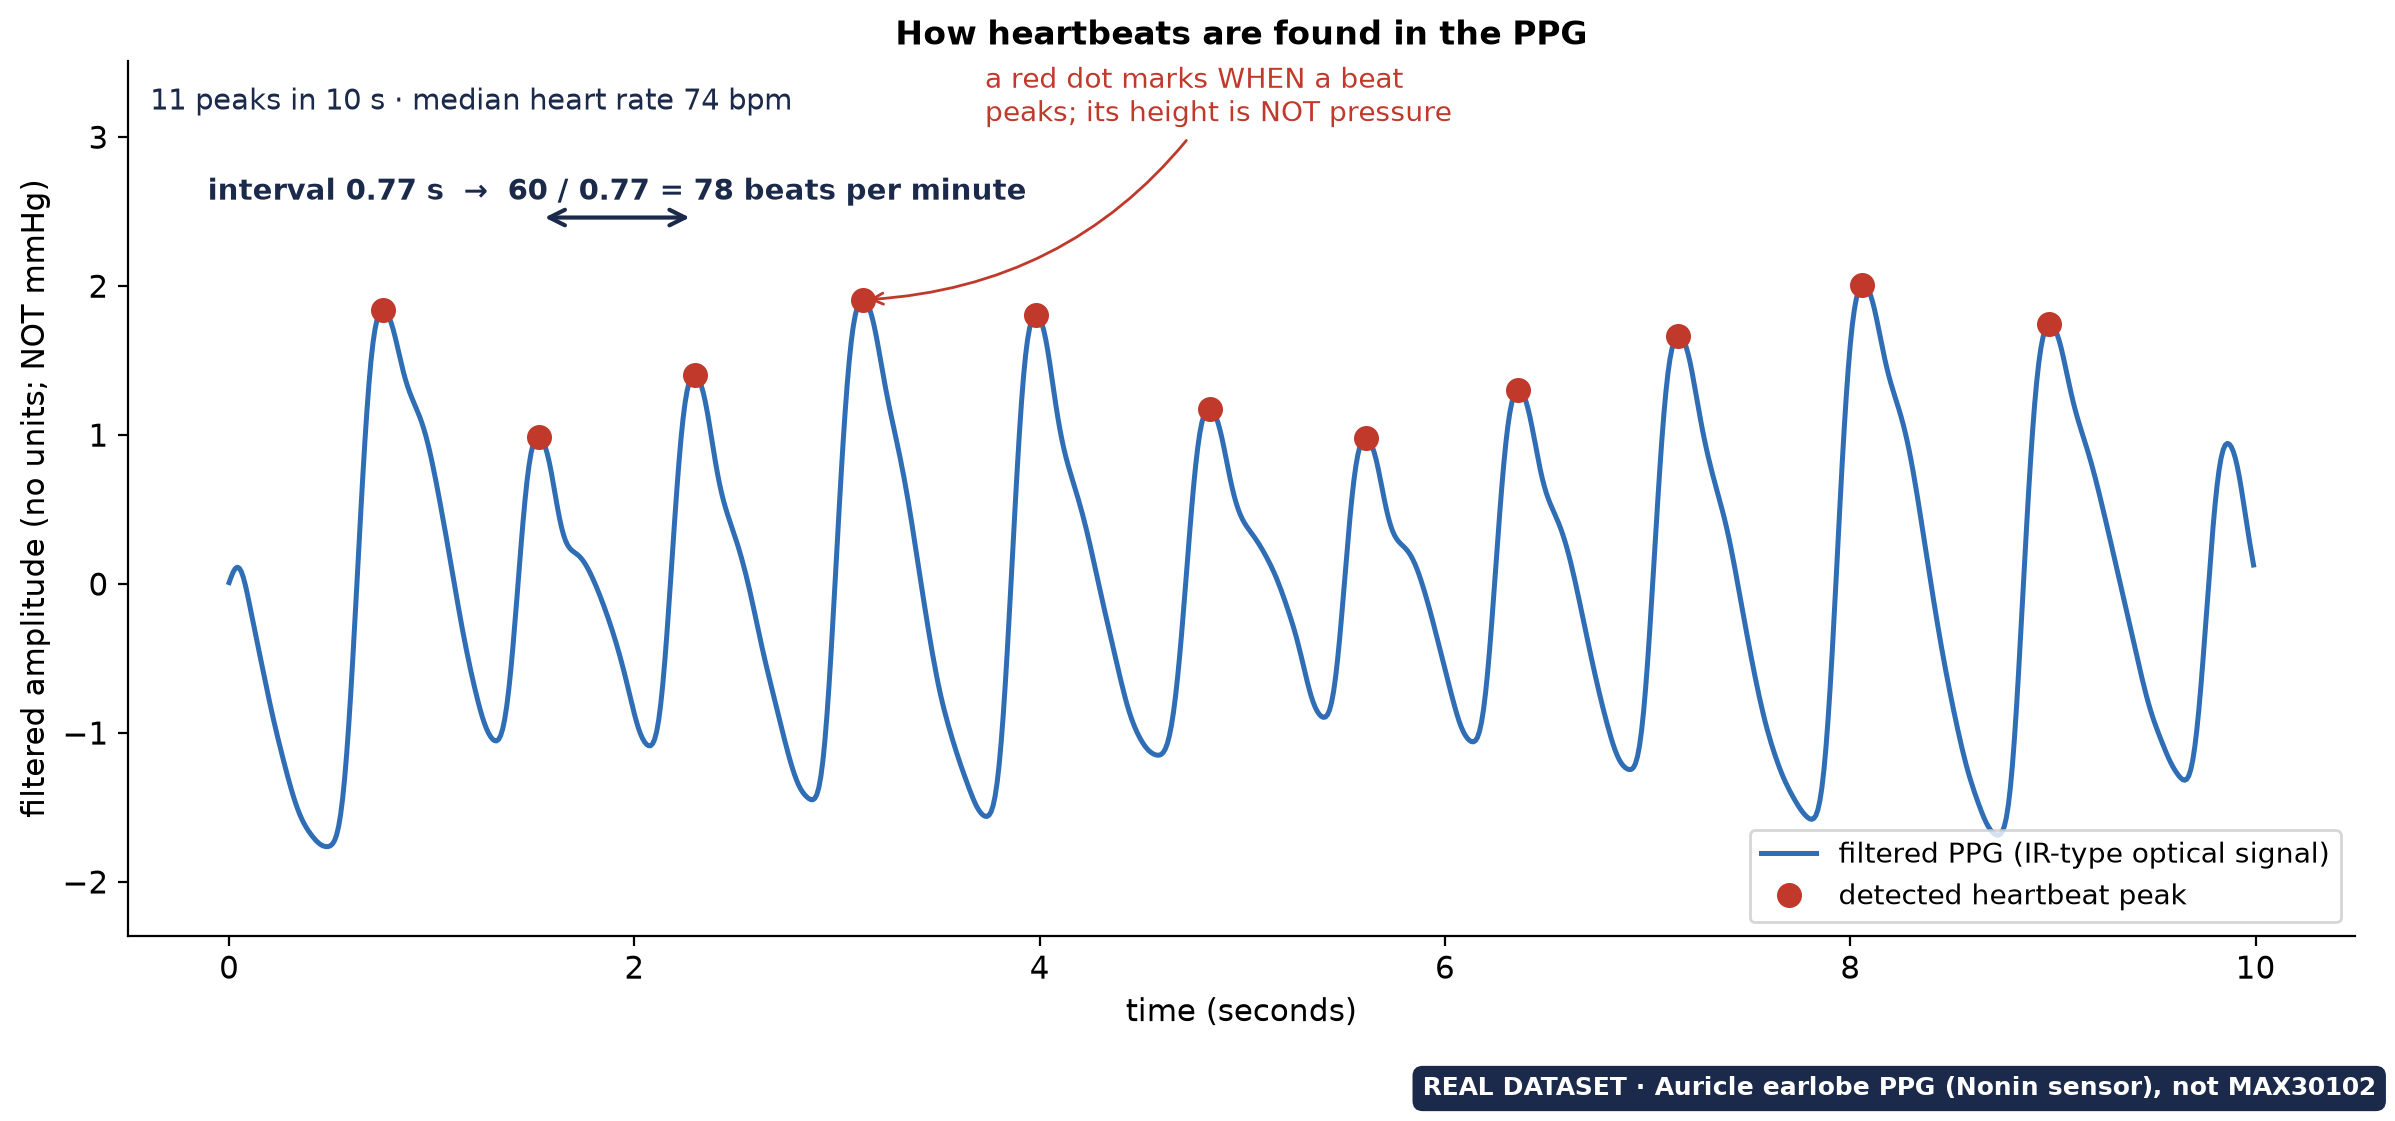 How heartbeats are found in the PPG
a red dot marks WHEN a beat
peaks; its height is NOT pressure
11 peaks in 10 s · median heart rate 74 bpm
interval 0.77 s → 60 / 0.77 = 78 beats per minute
filtered amplitude (no units; NOT mmHg)
3
2
1
0
−1
−2
filtered PPG (IR-type optical signal)
detected heartbeat peak
0 2 4 6 8 10
time (seconds)
REAL DATASET · Auricle earlobe PPG (Nonin sensor), not MAX30102